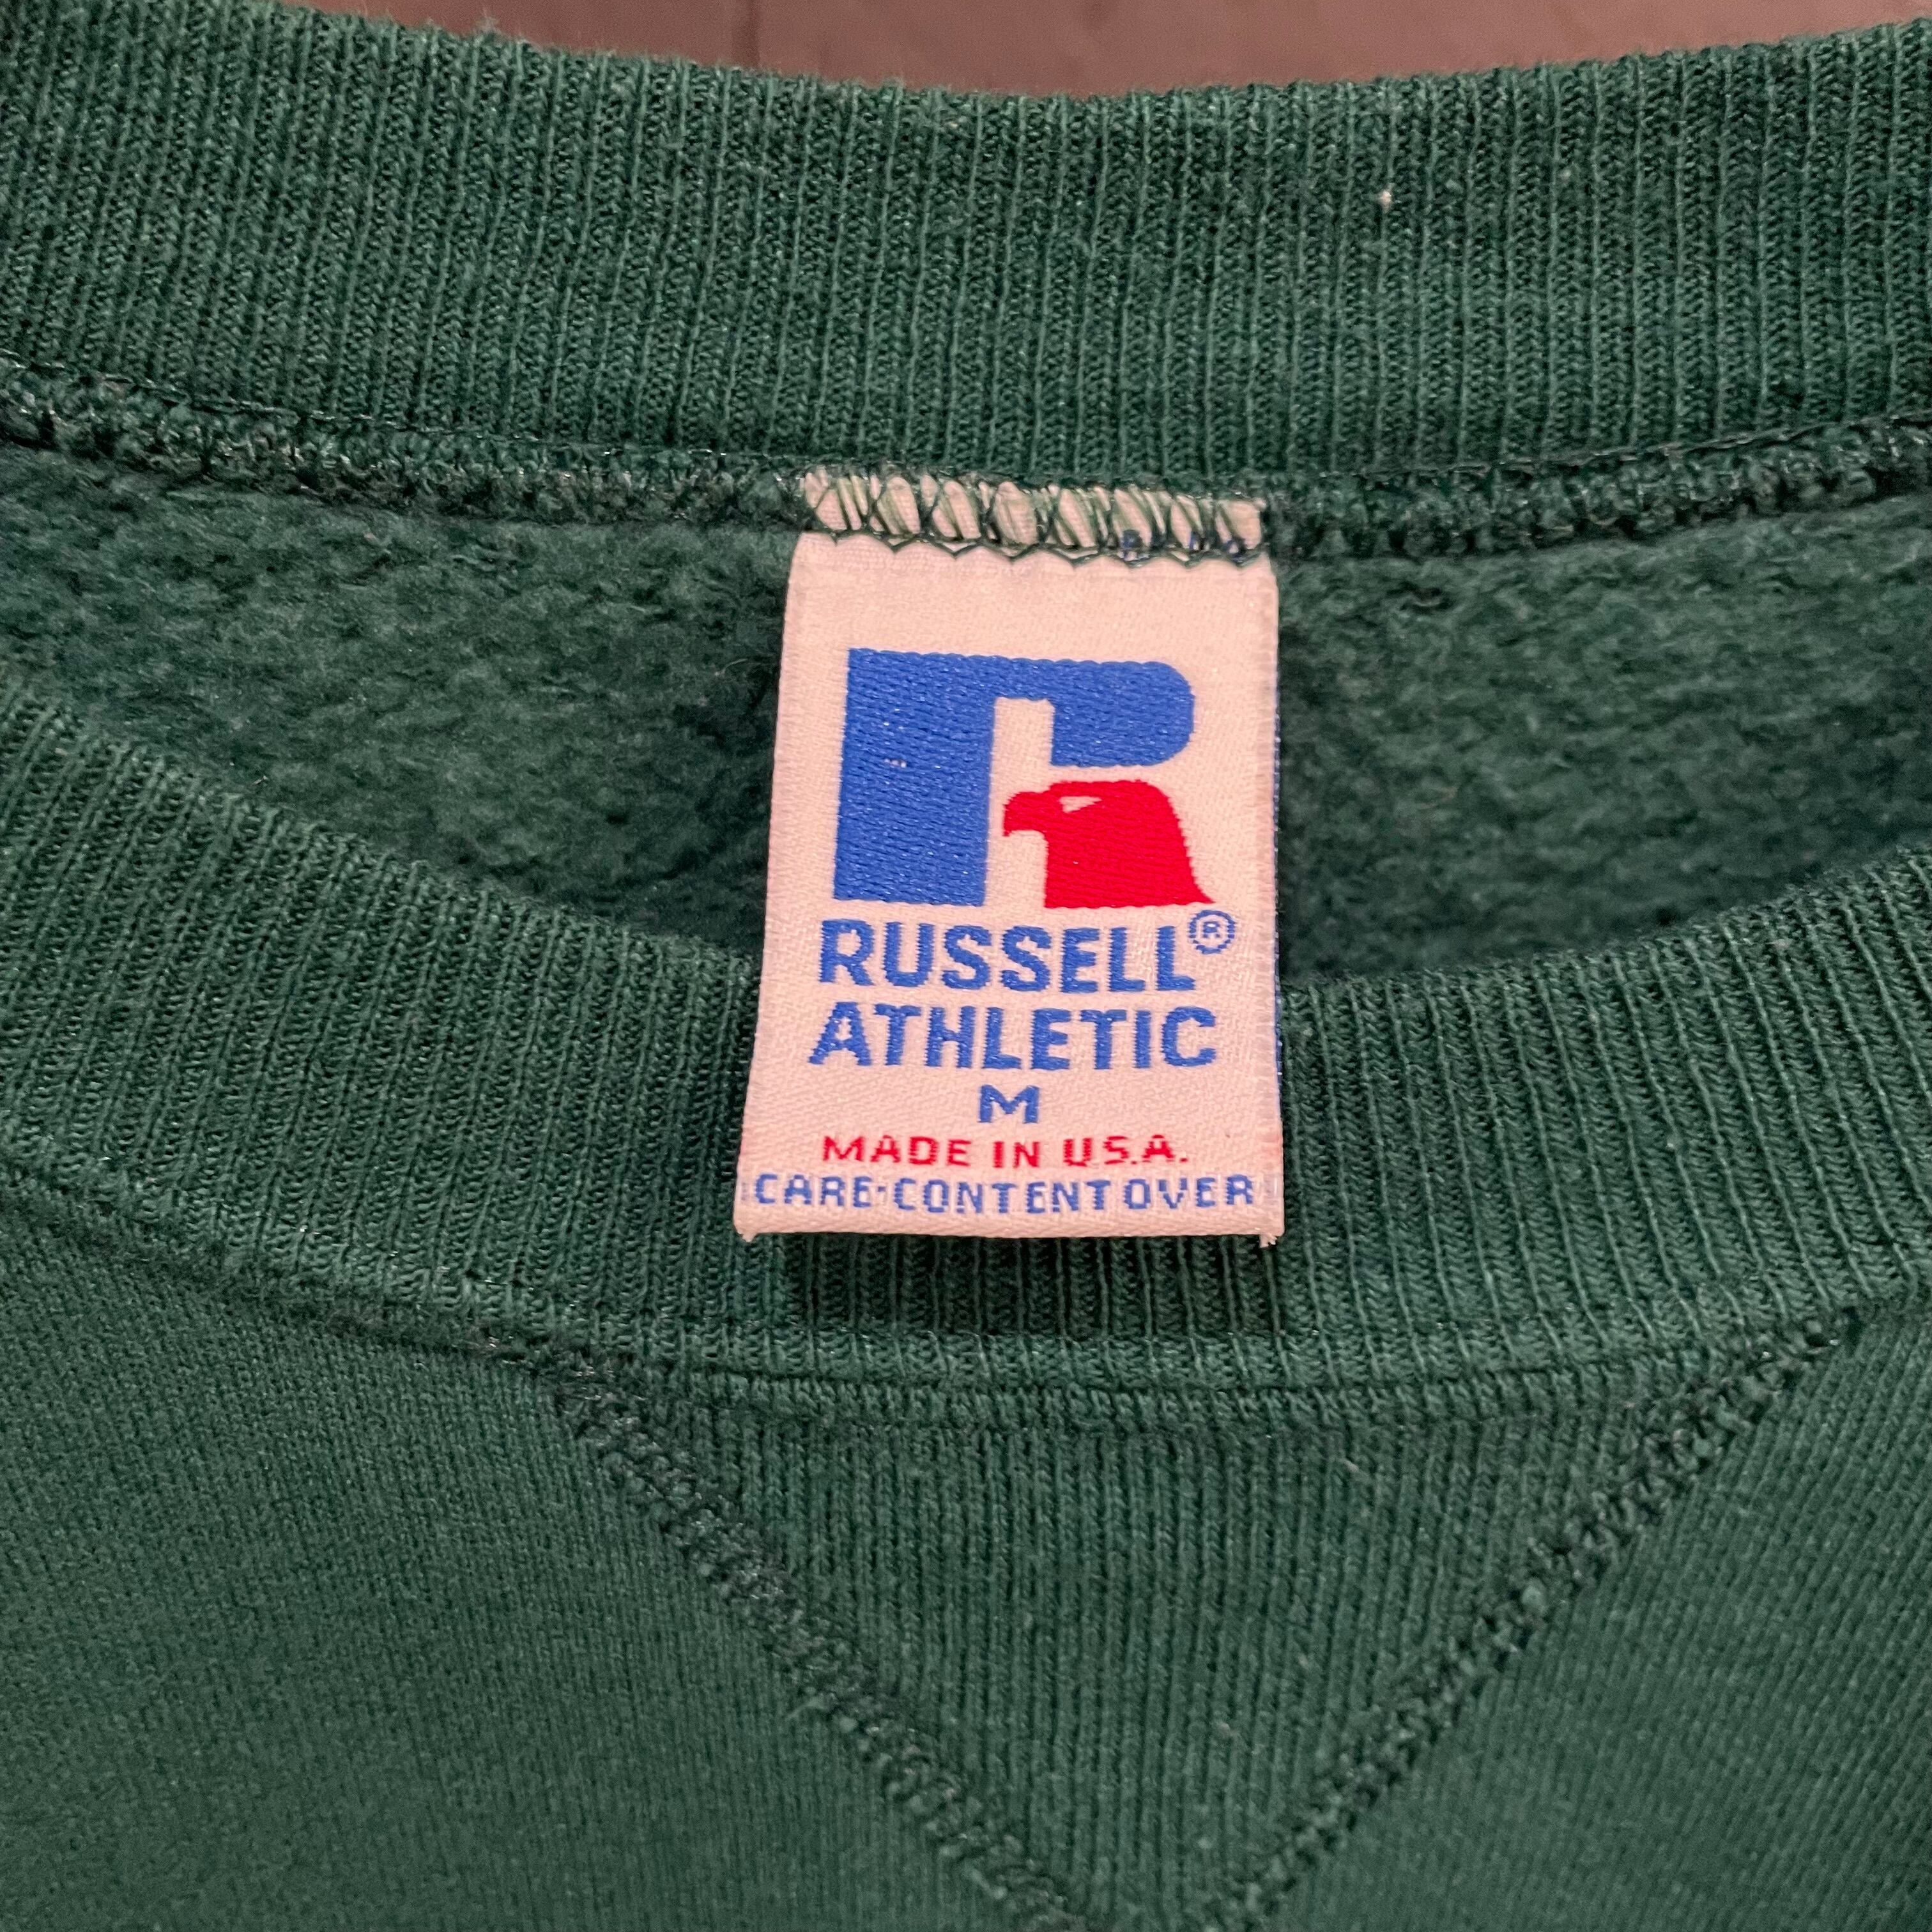 R
RUSSELL®
ATHLETIC
M
MADE IN U.S.A.
CARE-CONTENT OVER